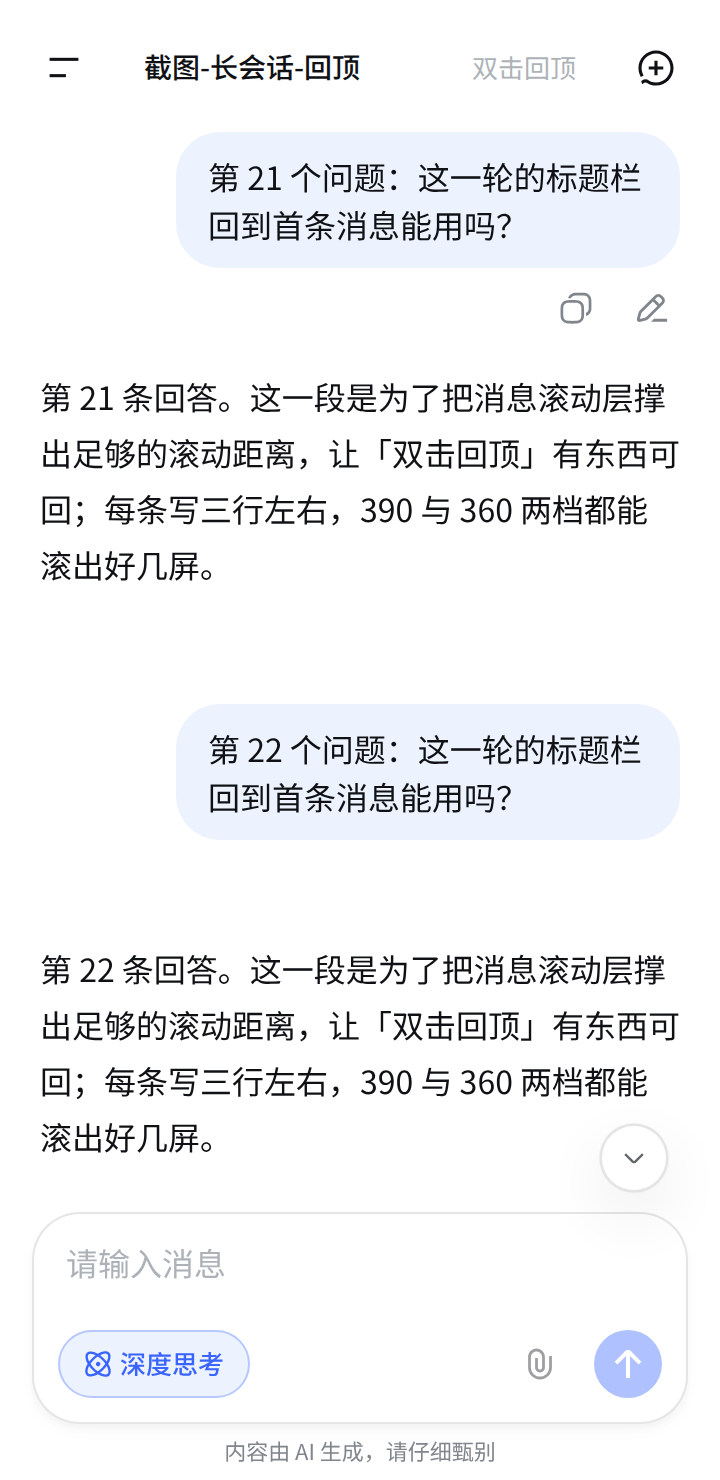 截图-长会话-回顶
双击回顶
第 21 个问题：这一轮的标题栏
回到首条消息能用吗？
第 21 条回答。这一段是为了把消息滚动层撑
出足够的滚动距离，让「双击回顶」有东西可
回；每条写三行左右，390 与 360 两档都能
滚出好几屏。
第 22 个问题：这一轮的标题栏
回到首条消息能用吗？
第 22 条回答。这一段是为了把消息滚动层撑
出足够的滚动距离，让「双击回顶」有东西可
回；每条写三行左右，390 与 360 两档都能
滚出好几屏。
请输入消息
深度思考
内容由 AI 生成，请仔细甄别